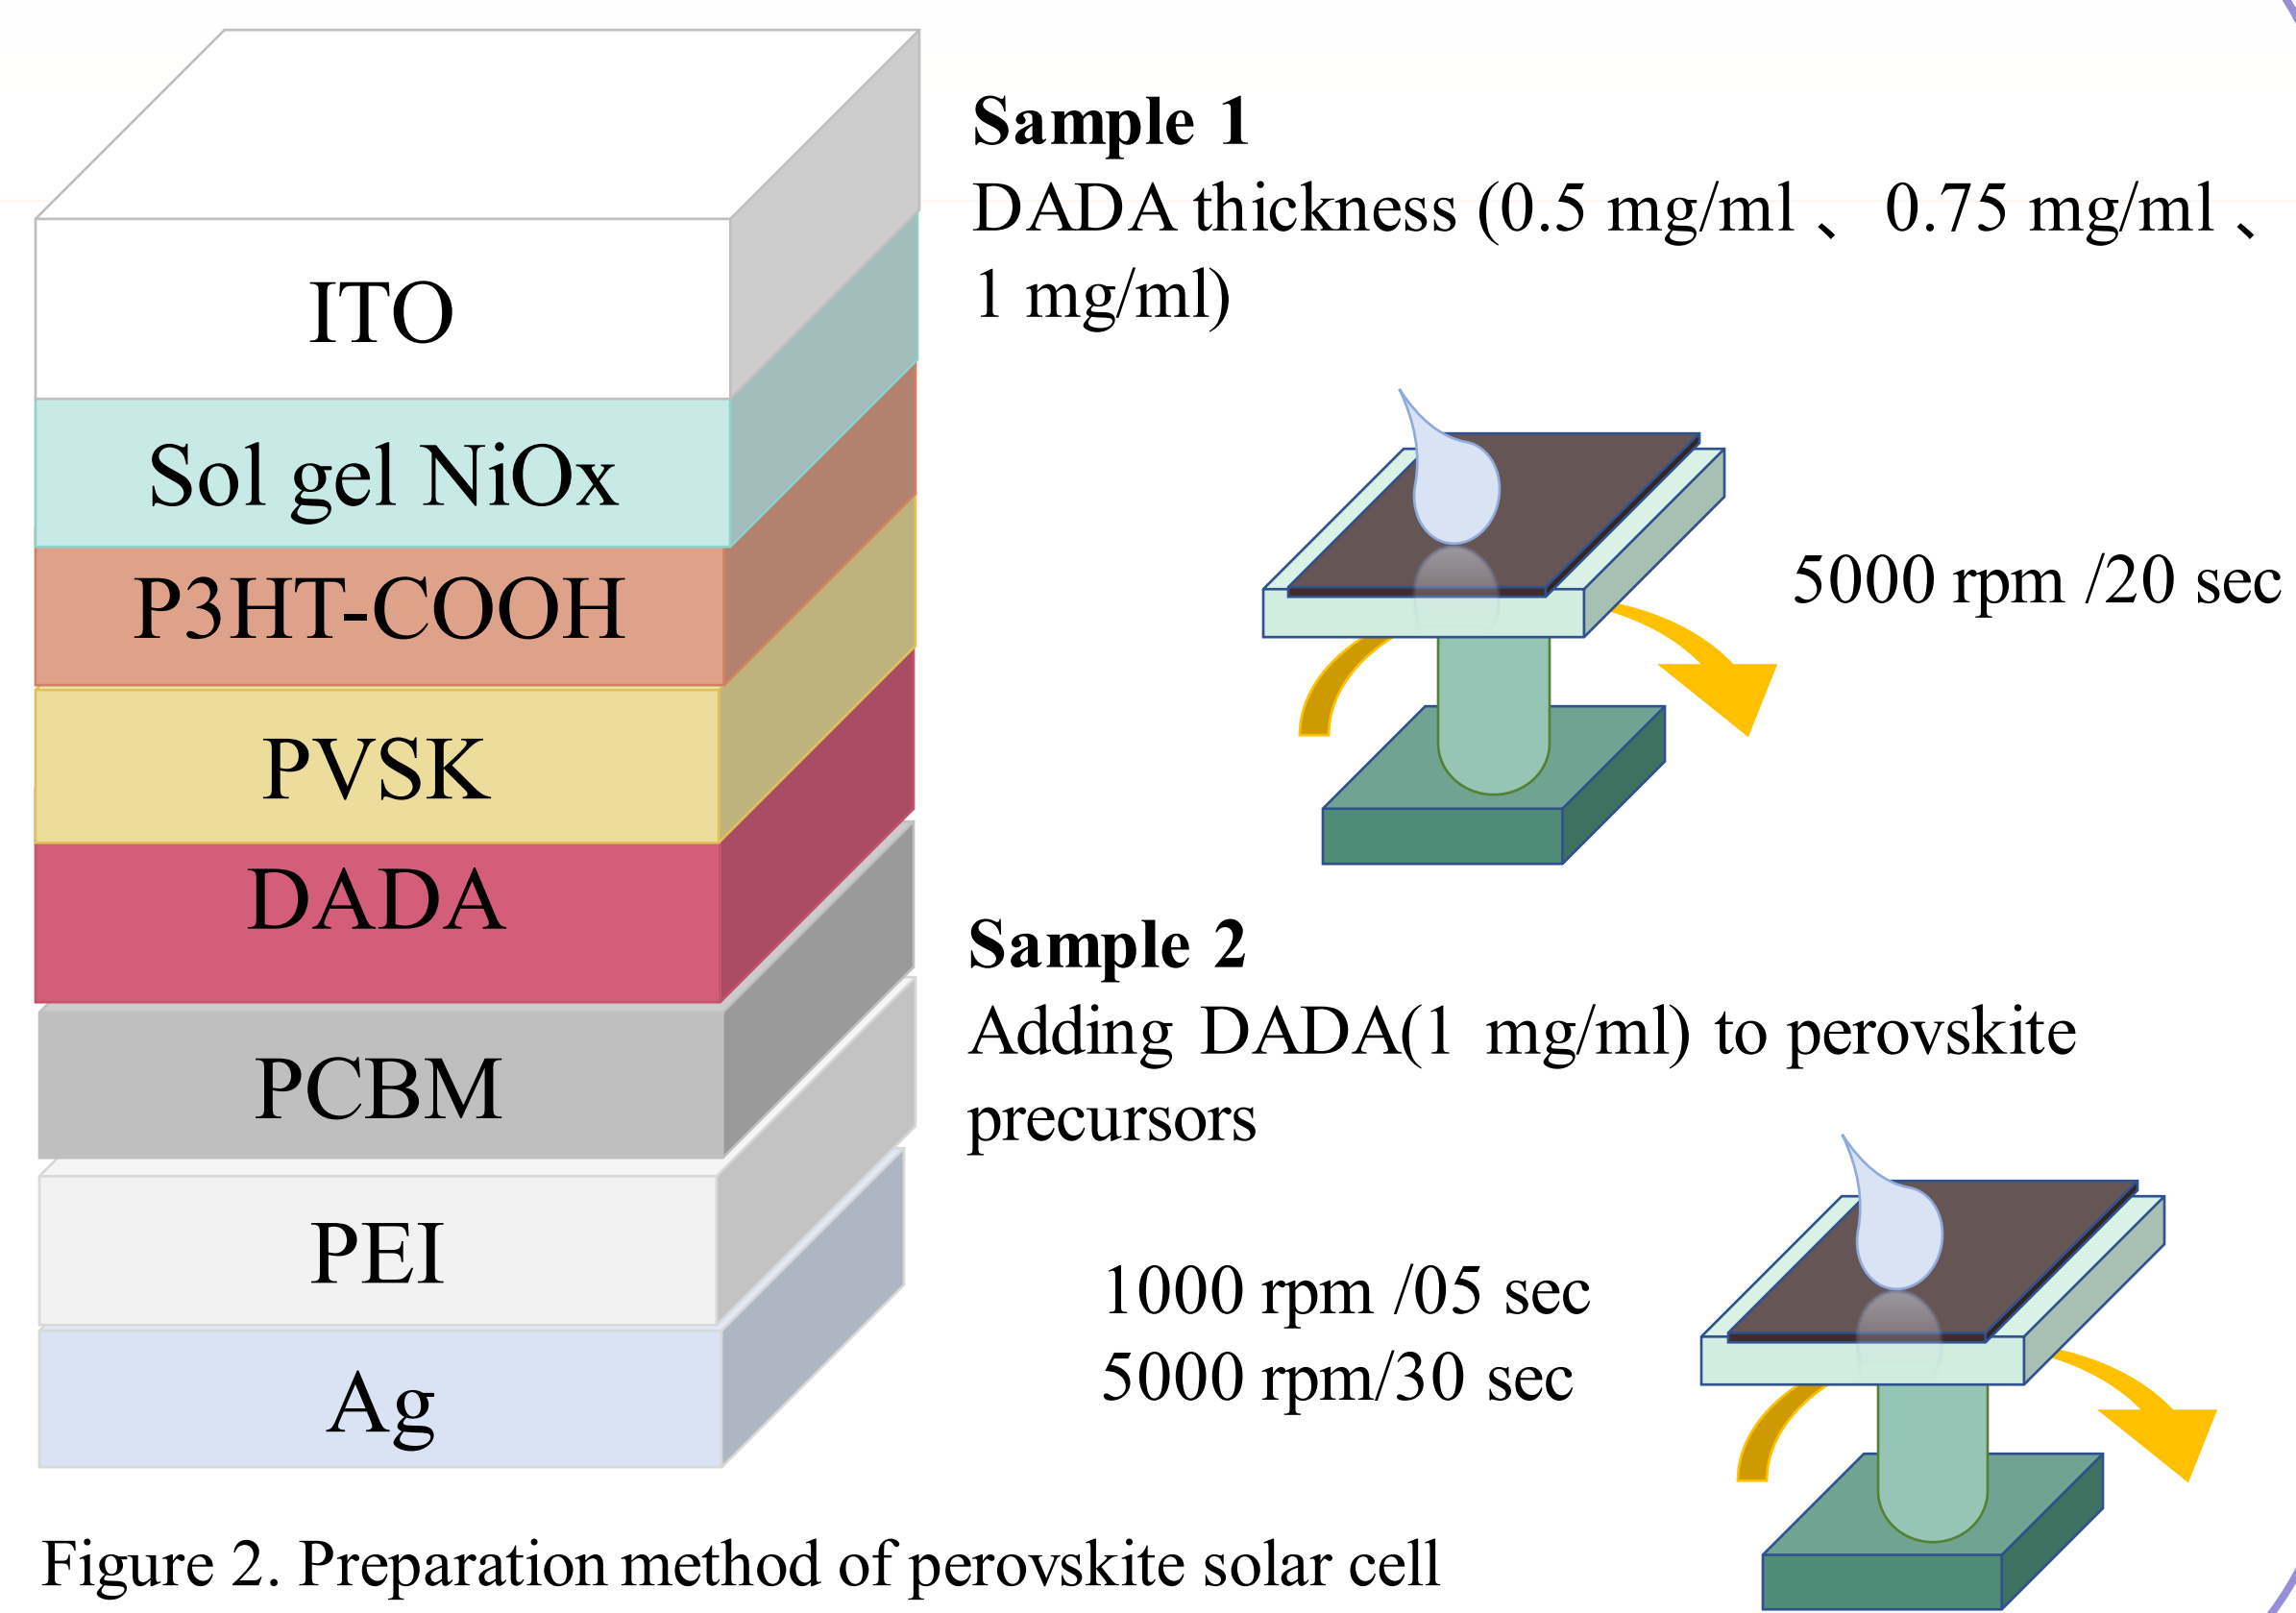 ITO
Sol gel NiOx
P3HT-COOH
PVSK
DADA
PCBM
PEI
Ag
Sample 1
DADA thickness (0.5 mg/ml 、 0.75 mg/ml 、
1 mg/ml)
5000 rpm /20 sec
Sample 2
Adding DADA(1 mg/ml) to perovskite
precursors
1000 rpm /05 sec
5000 rpm/30 sec
Figure 2. Preparation method of perovskite solar cell